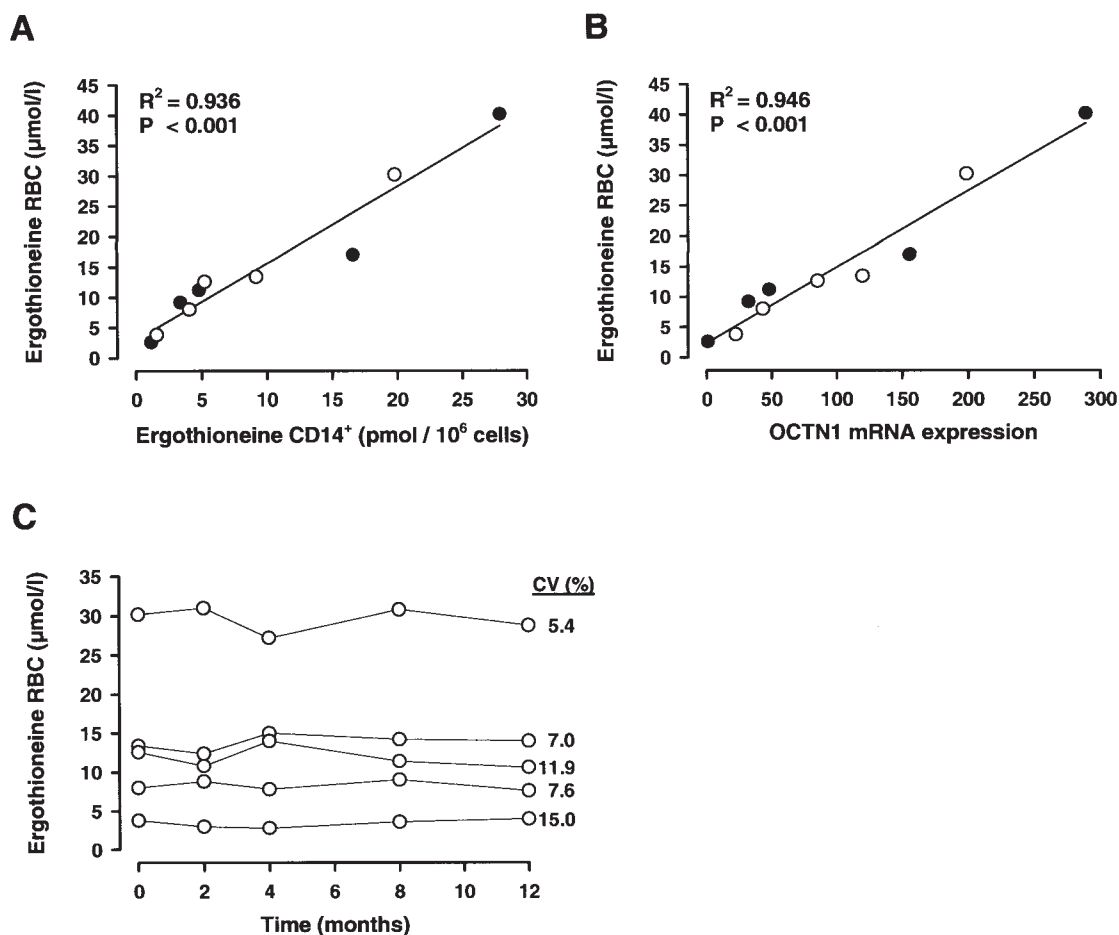 A
Ergothioneine RBC (µmol/l)
45
40
35
30
25
20
15
10
5
0
R² = 0.936
P < 0.001
0 5 10 15 20 25 30
Ergothioneine CD14⁺ (pmol / 10⁶ cells)
B
Ergothioneine RBC (µmol/l)
45
40
35
30
25
20
15
10
5
0
R² = 0.946
P < 0.001
0 50 100 150 200 250 300
OCTN1 mRNA expression
C
Ergothioneine RBC (µmol/l)
35
30
25
20
15
10
5
0
CV (%)
5.4
7.0
11.9
7.6
15.0
0 2 4 6 8 10 12
Time (months)